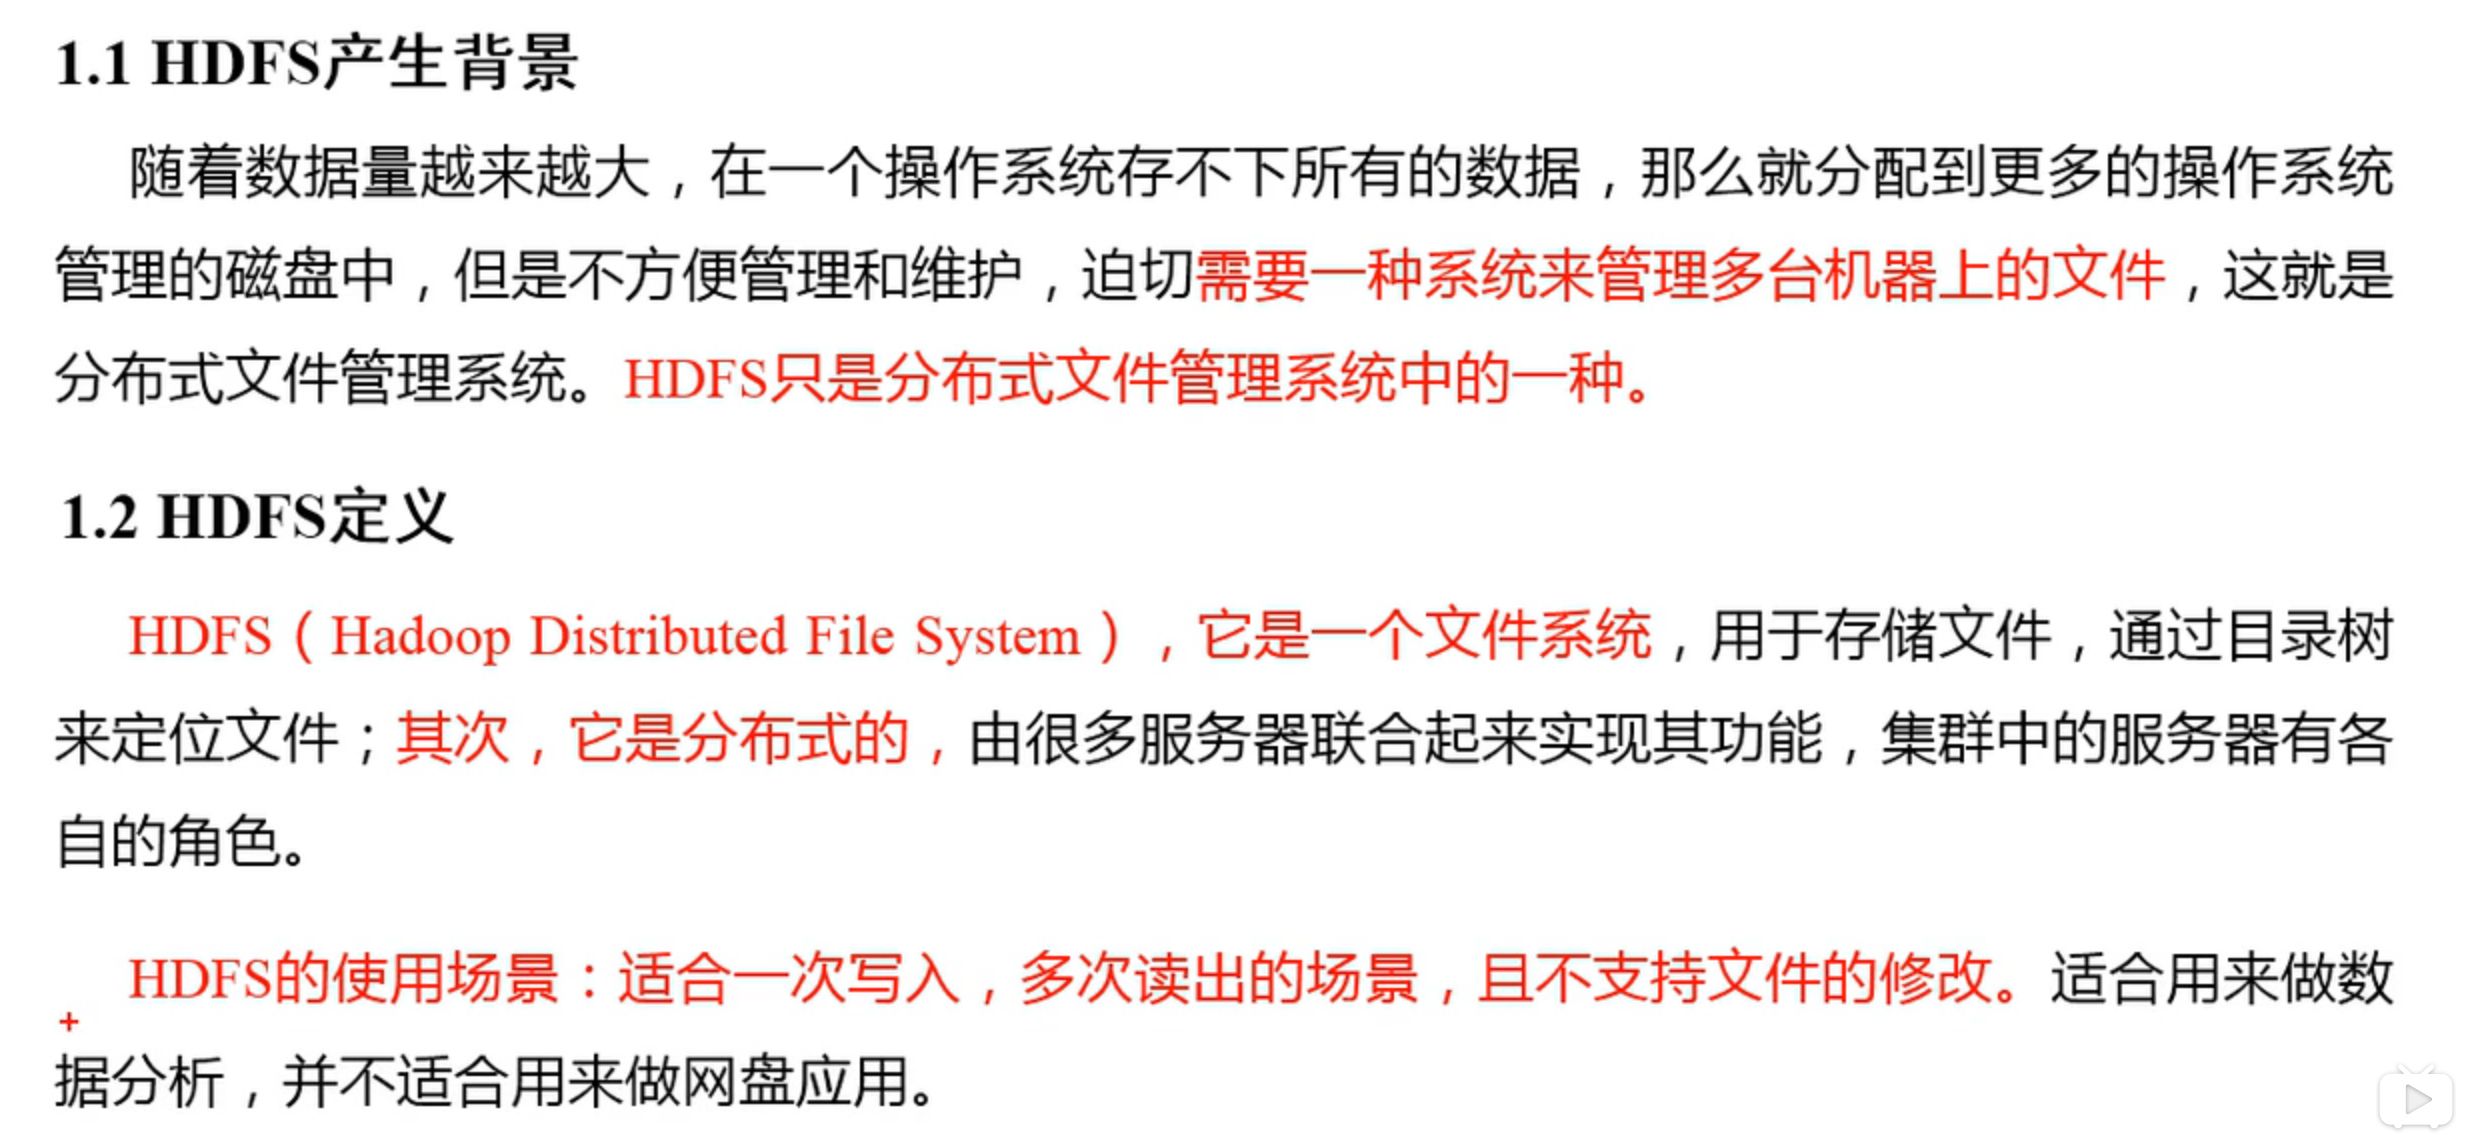 1.1 HDFS产生背景
随着数据量越来越大，在一个操作系统存不下所有的数据，那么就分配到更多的操作系统
管理的磁盘中，但是不方便管理和维护，迫切需要一种系统来管理多台机器上的文件，这就是
分布式文件管理系统。HDFS只是分布式文件管理系统中的一种。
1.2 HDFS定义
HDFS（Hadoop Distributed File System），它是一个文件系统，用于存储文件，通过目录树
来定位文件；其次，它是分布式的，由很多服务器联合起来实现其功能，集群中的服务器有各
自的角色。
HDFS的使用场景：适合一次写入，多次读出的场景，且不支持文件的修改。适合用来做数
据分析，并不适合用来做网盘应用。